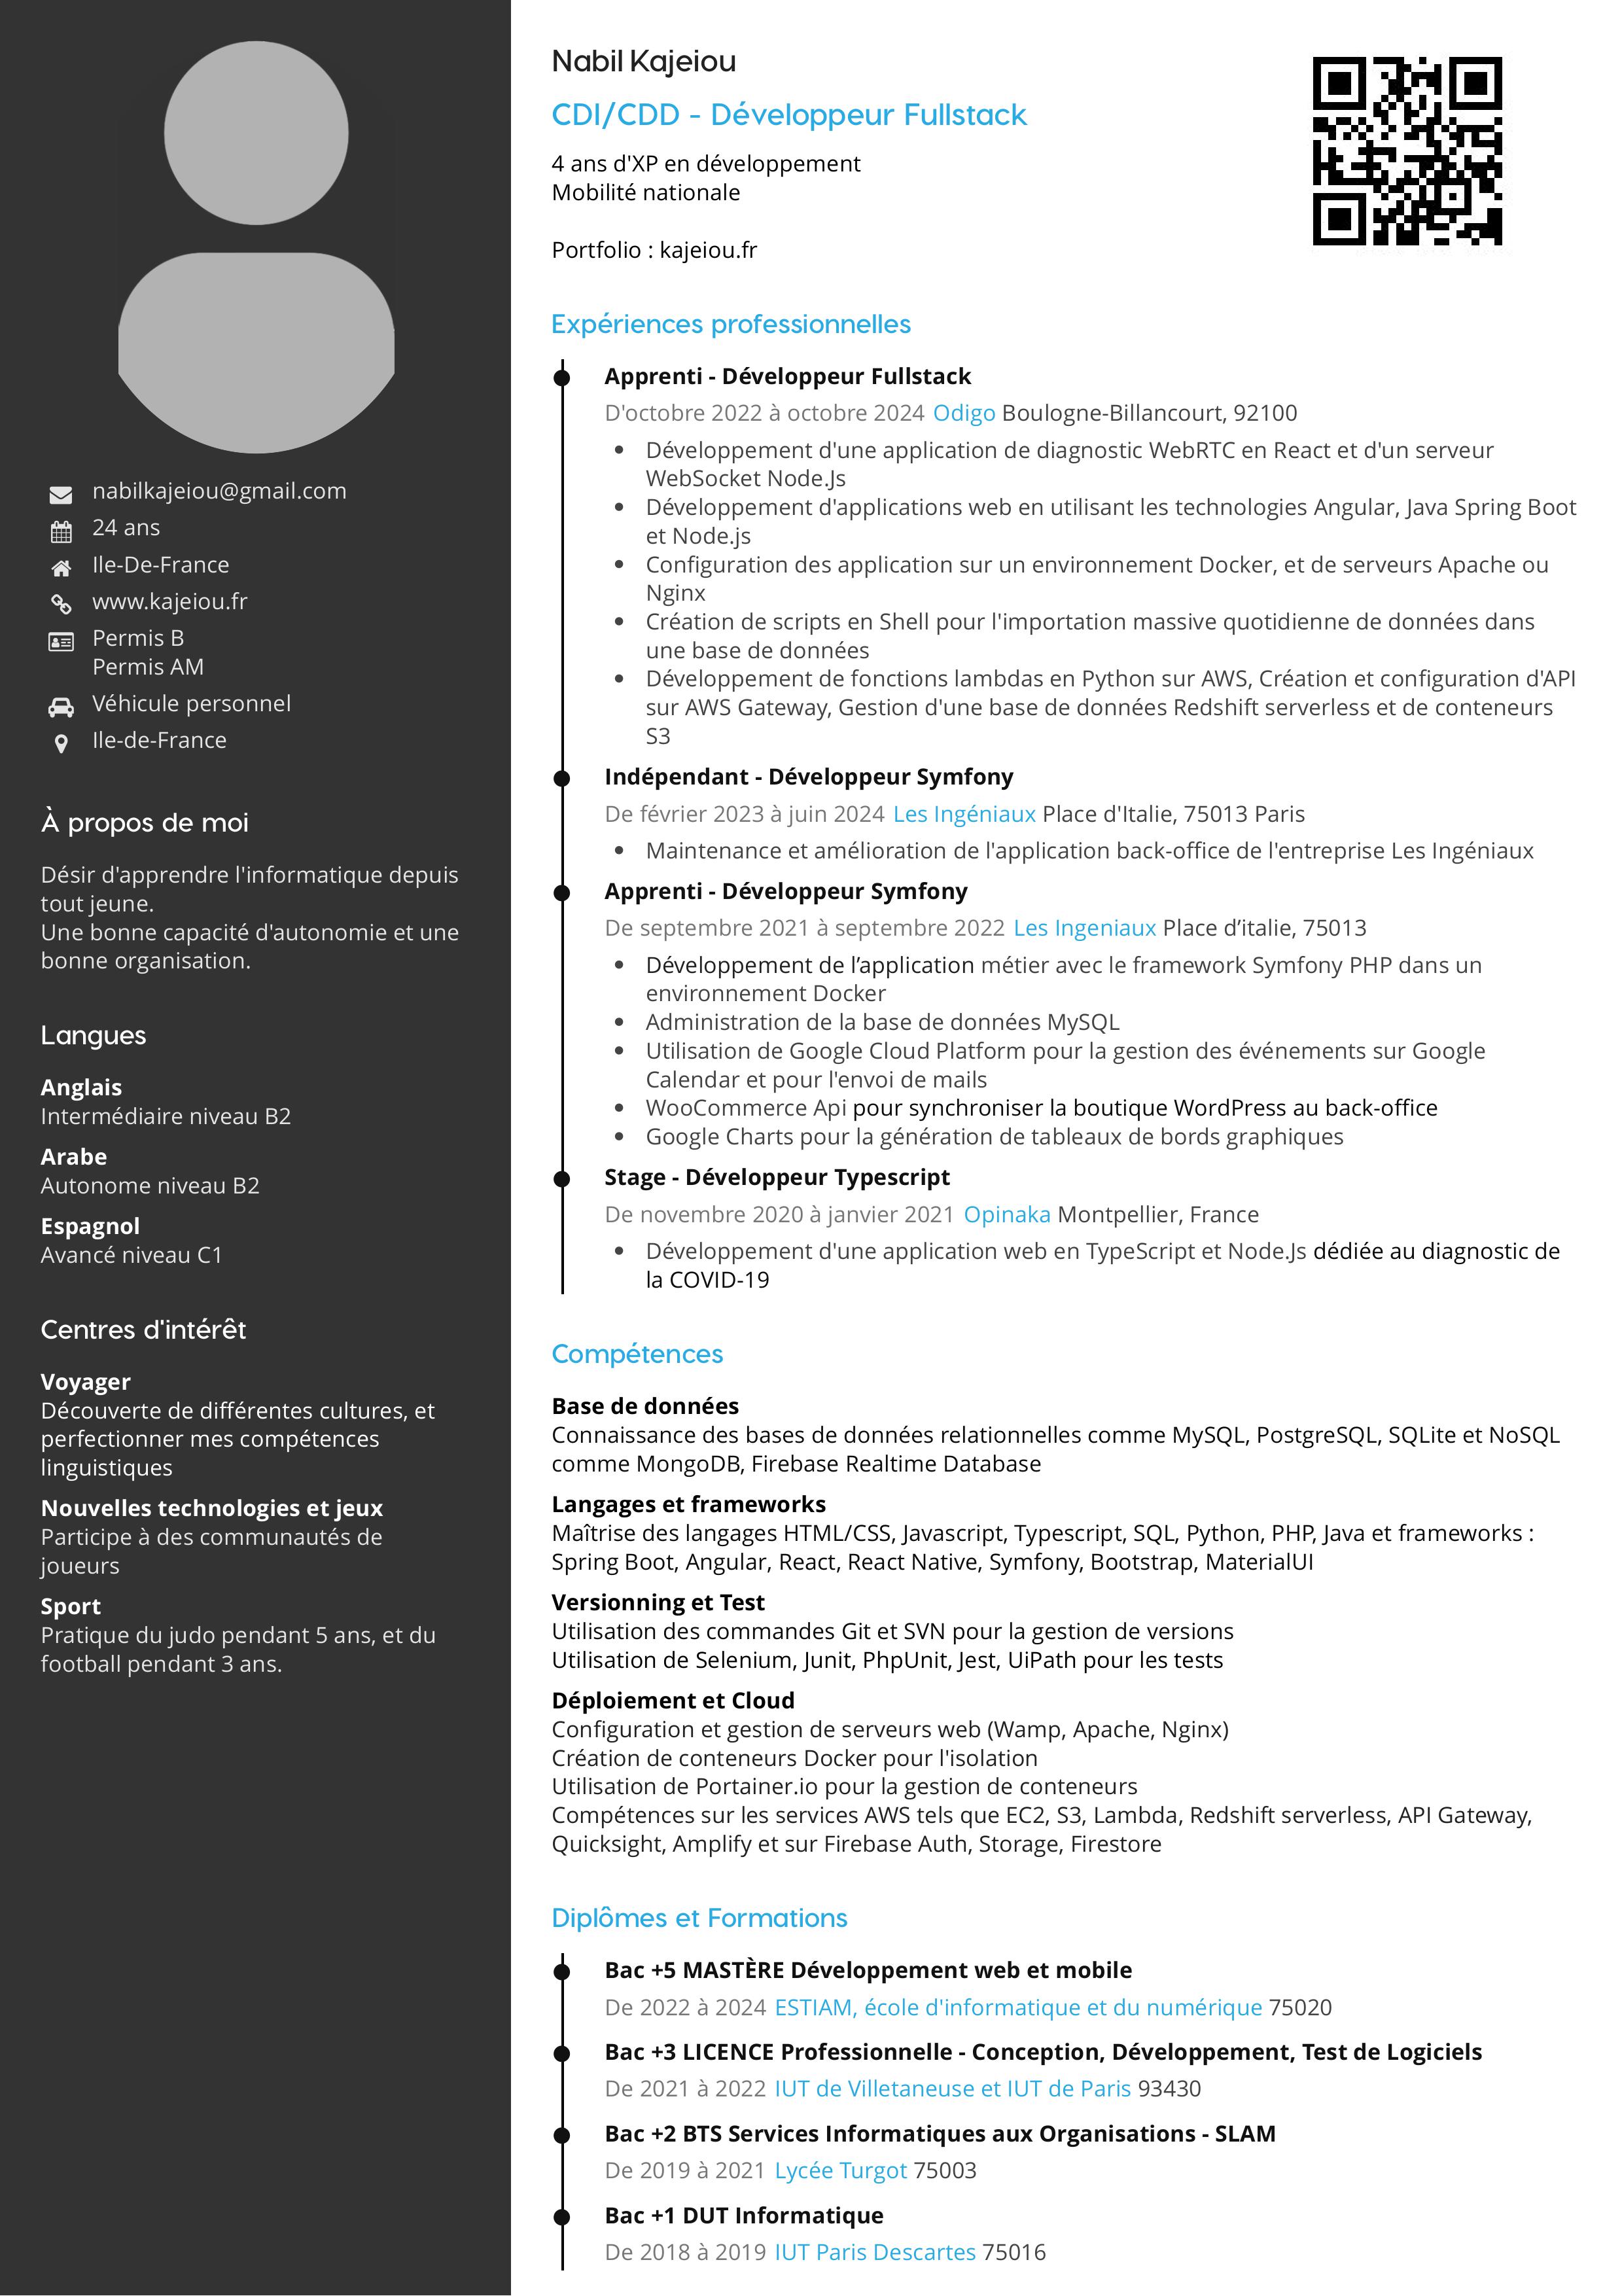 nabilkajeiou@gmail.com
24 ans
Ile-De-France
www.kajeiou.fr
Permis B
Permis AM
Véhicule personnel
Ile-de-France
À propos de moi
Désir d'apprendre l'informatique depuis
tout jeune.
Une bonne capacité d'autonomie et une
bonne organisation.
Langues
Anglais
Intermédiaire niveau B2
Arabe
Autonome niveau B2
Espagnol
Avancé niveau C1
Centres d'intérêt
Voyager
Découverte de différentes cultures, et
perfectionner mes compétences
linguistiques
Nouvelles technologies et jeux
Participe à des communautés de
joueurs
Sport
Pratique du judo pendant 5 ans, et du
football pendant 3 ans.
Nabil Kajeiou
CDI/CDD - Développeur Fullstack
4 ans d'XP en développement
Mobilité nationale
Portfolio : kajeiou.fr
Expériences professionnelles
Apprenti - Développeur Fullstack
D'octobre 2022 à octobre 2024 Odigo Boulogne-Billancourt, 92100
• Développement d'une application de diagnostic WebRTC en React et d'un serveur
WebSocket Node.Js
• Développement d'applications web en utilisant les technologies Angular, Java Spring Boot
et Node.js
• Configuration des application sur un environnement Docker, et de serveurs Apache ou
Nginx
• Création de scripts en Shell pour l'importation massive quotidienne de données dans
une base de données
• Développement de fonctions lambdas en Python sur AWS, Création et configuration d'API
sur AWS Gateway, Gestion d'une base de données Redshift serverless et de conteneurs
S3
Indépendant - Développeur Symfony
De février 2023 à juin 2024 Les Ingéniaux Place d'Italie, 75013 Paris
• Maintenance et amélioration de l'application back-office de l'entreprise Les Ingéniaux
Apprenti - Développeur Symfony
De septembre 2021 à septembre 2022 Les Ingeniaux Place d’italie, 75013
• Développement de l’application métier avec le framework Symfony PHP dans un
environnement Docker
• Administration de la base de données MySQL
• Utilisation de Google Cloud Platform pour la gestion des événements sur Google
Calendar et pour l'envoi de mails
• WooCommerce Api pour synchroniser la boutique WordPress au back-office
• Google Charts pour la génération de tableaux de bords graphiques
Stage - Développeur Typescript
De novembre 2020 à janvier 2021 Opinaka Montpellier, France
• Développement d'une application web en TypeScript et Node.Js dédiée au diagnostic de
la COVID-19
Compétences
Base de données
Connaissance des bases de données relationnelles comme MySQL, PostgreSQL, SQLite et NoSQL
comme MongoDB, Firebase Realtime Database
Langages et frameworks
Maîtrise des langages HTML/CSS, Javascript, Typescript, SQL, Python, PHP, Java et frameworks :
Spring Boot, Angular, React, React Native, Symfony, Bootstrap, MaterialUI
Versionning et Test
Utilisation des commandes Git et SVN pour la gestion de versions
Utilisation de Selenium, Junit, PhpUnit, Jest, UiPath pour les tests
Déploiement et Cloud
Configuration et gestion de serveurs web (Wamp, Apache, Nginx)
Création de conteneurs Docker pour l'isolation
Utilisation de Portainer.io pour la gestion de conteneurs
Compétences sur les services AWS tels que EC2, S3, Lambda, Redshift serverless, API Gateway,
Quicksight, Amplify et sur Firebase Auth, Storage, Firestore
Diplômes et Formations
Bac +5 MASTÈRE Développement web et mobile
De 2022 à 2024 ESTIAM, école d'informatique et du numérique 75020
Bac +3 LICENCE Professionnelle - Conception, Développement, Test de Logiciels
De 2021 à 2022 IUT de Villetaneuse et IUT de Paris 93430
Bac +2 BTS Services Informatiques aux Organisations - SLAM
De 2019 à 2021 Lycée Turgot 75003
Bac +1 DUT Informatique
De 2018 à 2019 IUT Paris Descartes 75016